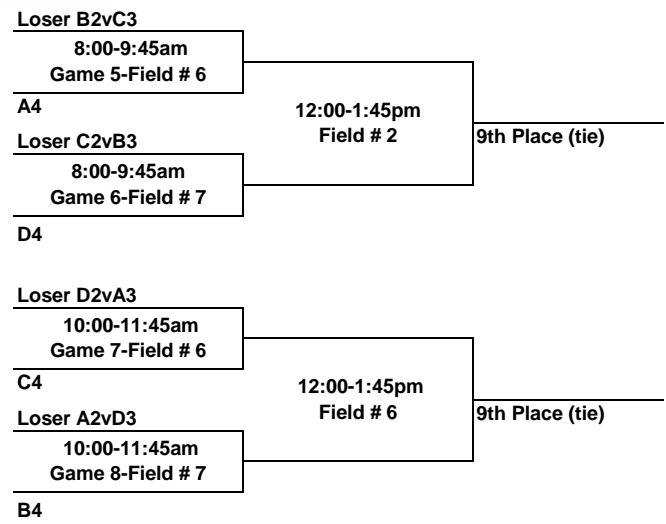 Loser B2vC3
8:00-9:45am
Game 5-Field # 6
A4
12:00-1:45pm
Field # 2
9th Place (tie)
Loser C2vB3
8:00-9:45am
Game 6-Field # 7
D4
Loser D2vA3
10:00-11:45am
Game 7-Field # 6
C4
12:00-1:45pm
Field # 6
9th Place (tie)
Loser A2vD3
10:00-11:45am
Game 8-Field # 7
B4